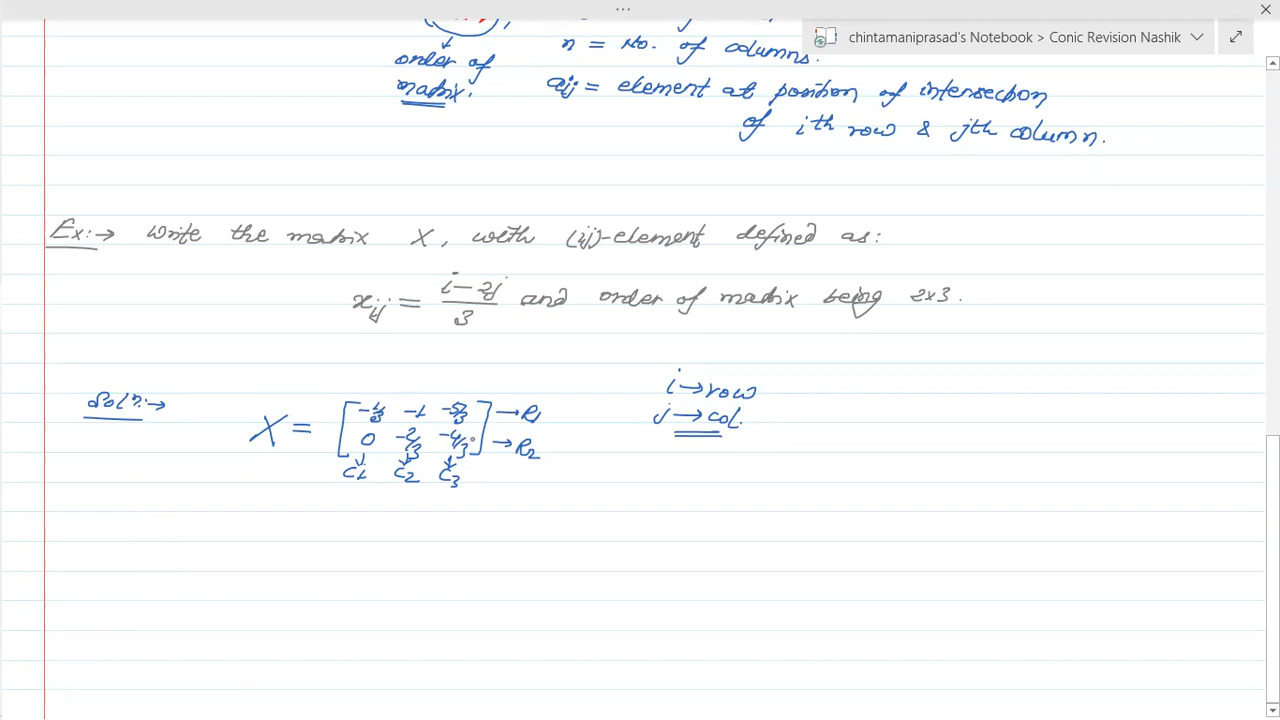 ...
chintamaniprasad's Notebook > Conic Revision Nashik
n = No. of columns.
order of matrix.
aij = element at position of intersection
of ith row & jth column.
Ex:→ Write the matrix X, with (ij)-element defined as:
xij = i-2j/3 and order of matrix being 2x3.
Soln:→
X = [-1/3 -1 -5/3] → R1
[0 -2/3 -4/3] → R2
C1 C2 C3
i → row
j → col.